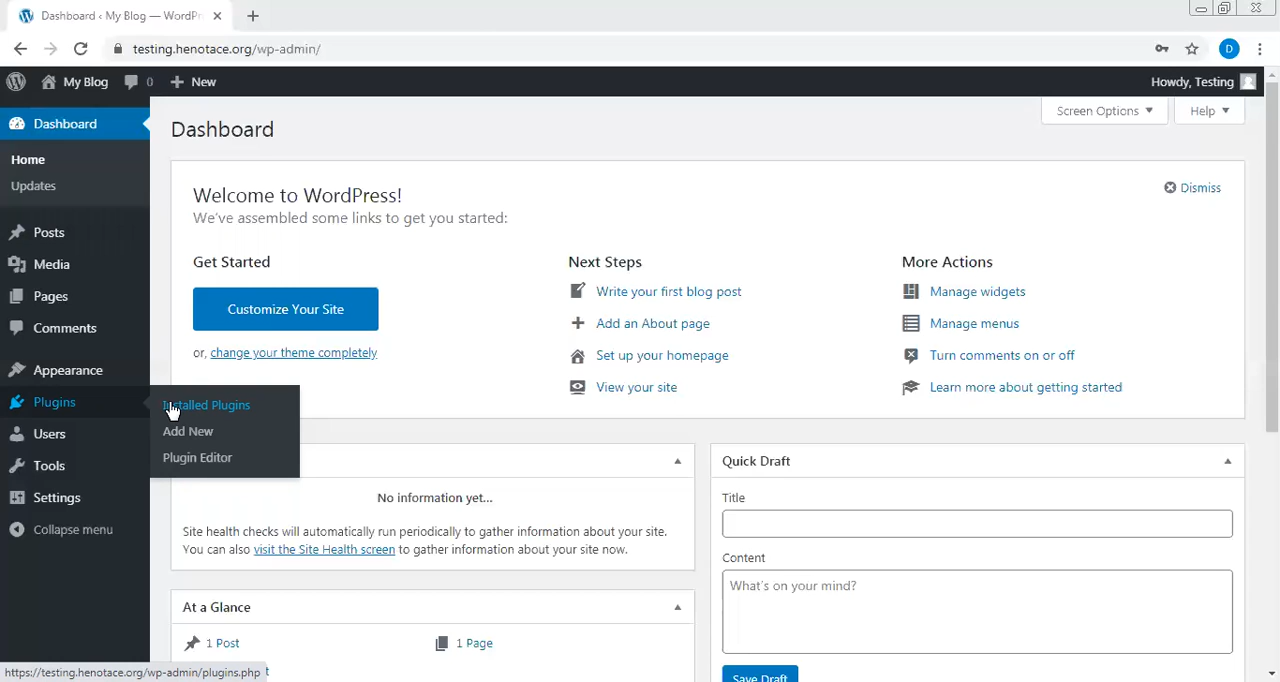 Dashboard ‹ My Blog — WordPr
testing.henotace.org/wp-admin/
D
My Blog
0
New
Howdy, Testing
Dashboard
Home
Updates
Posts
Media
Pages
Comments
Appearance
Plugins
Users
Tools
Settings
Collapse menu
Installed Plugins
Add New
Plugin Editor
Screen Options
Help
Dashboard
Welcome to WordPress!
Dismiss
We've assembled some links to get you started:
Get Started
Customize Your Site
or, change your theme completely
Next Steps
Write your first blog post
Add an About page
Set up your homepage
View your site
More Actions
Manage widgets
Manage menus
Turn comments on or off
Learn more about getting started
No information yet...
Site health checks will automatically run periodically to gather information about your site.
You can also visit the Site Health screen to gather information about your site now.
At a Glance
1 Post
1 Page
Quick Draft
Title
Content
What's on your mind?
Save Draft
https://testing.henotace.org/wp-admin/plugins.php